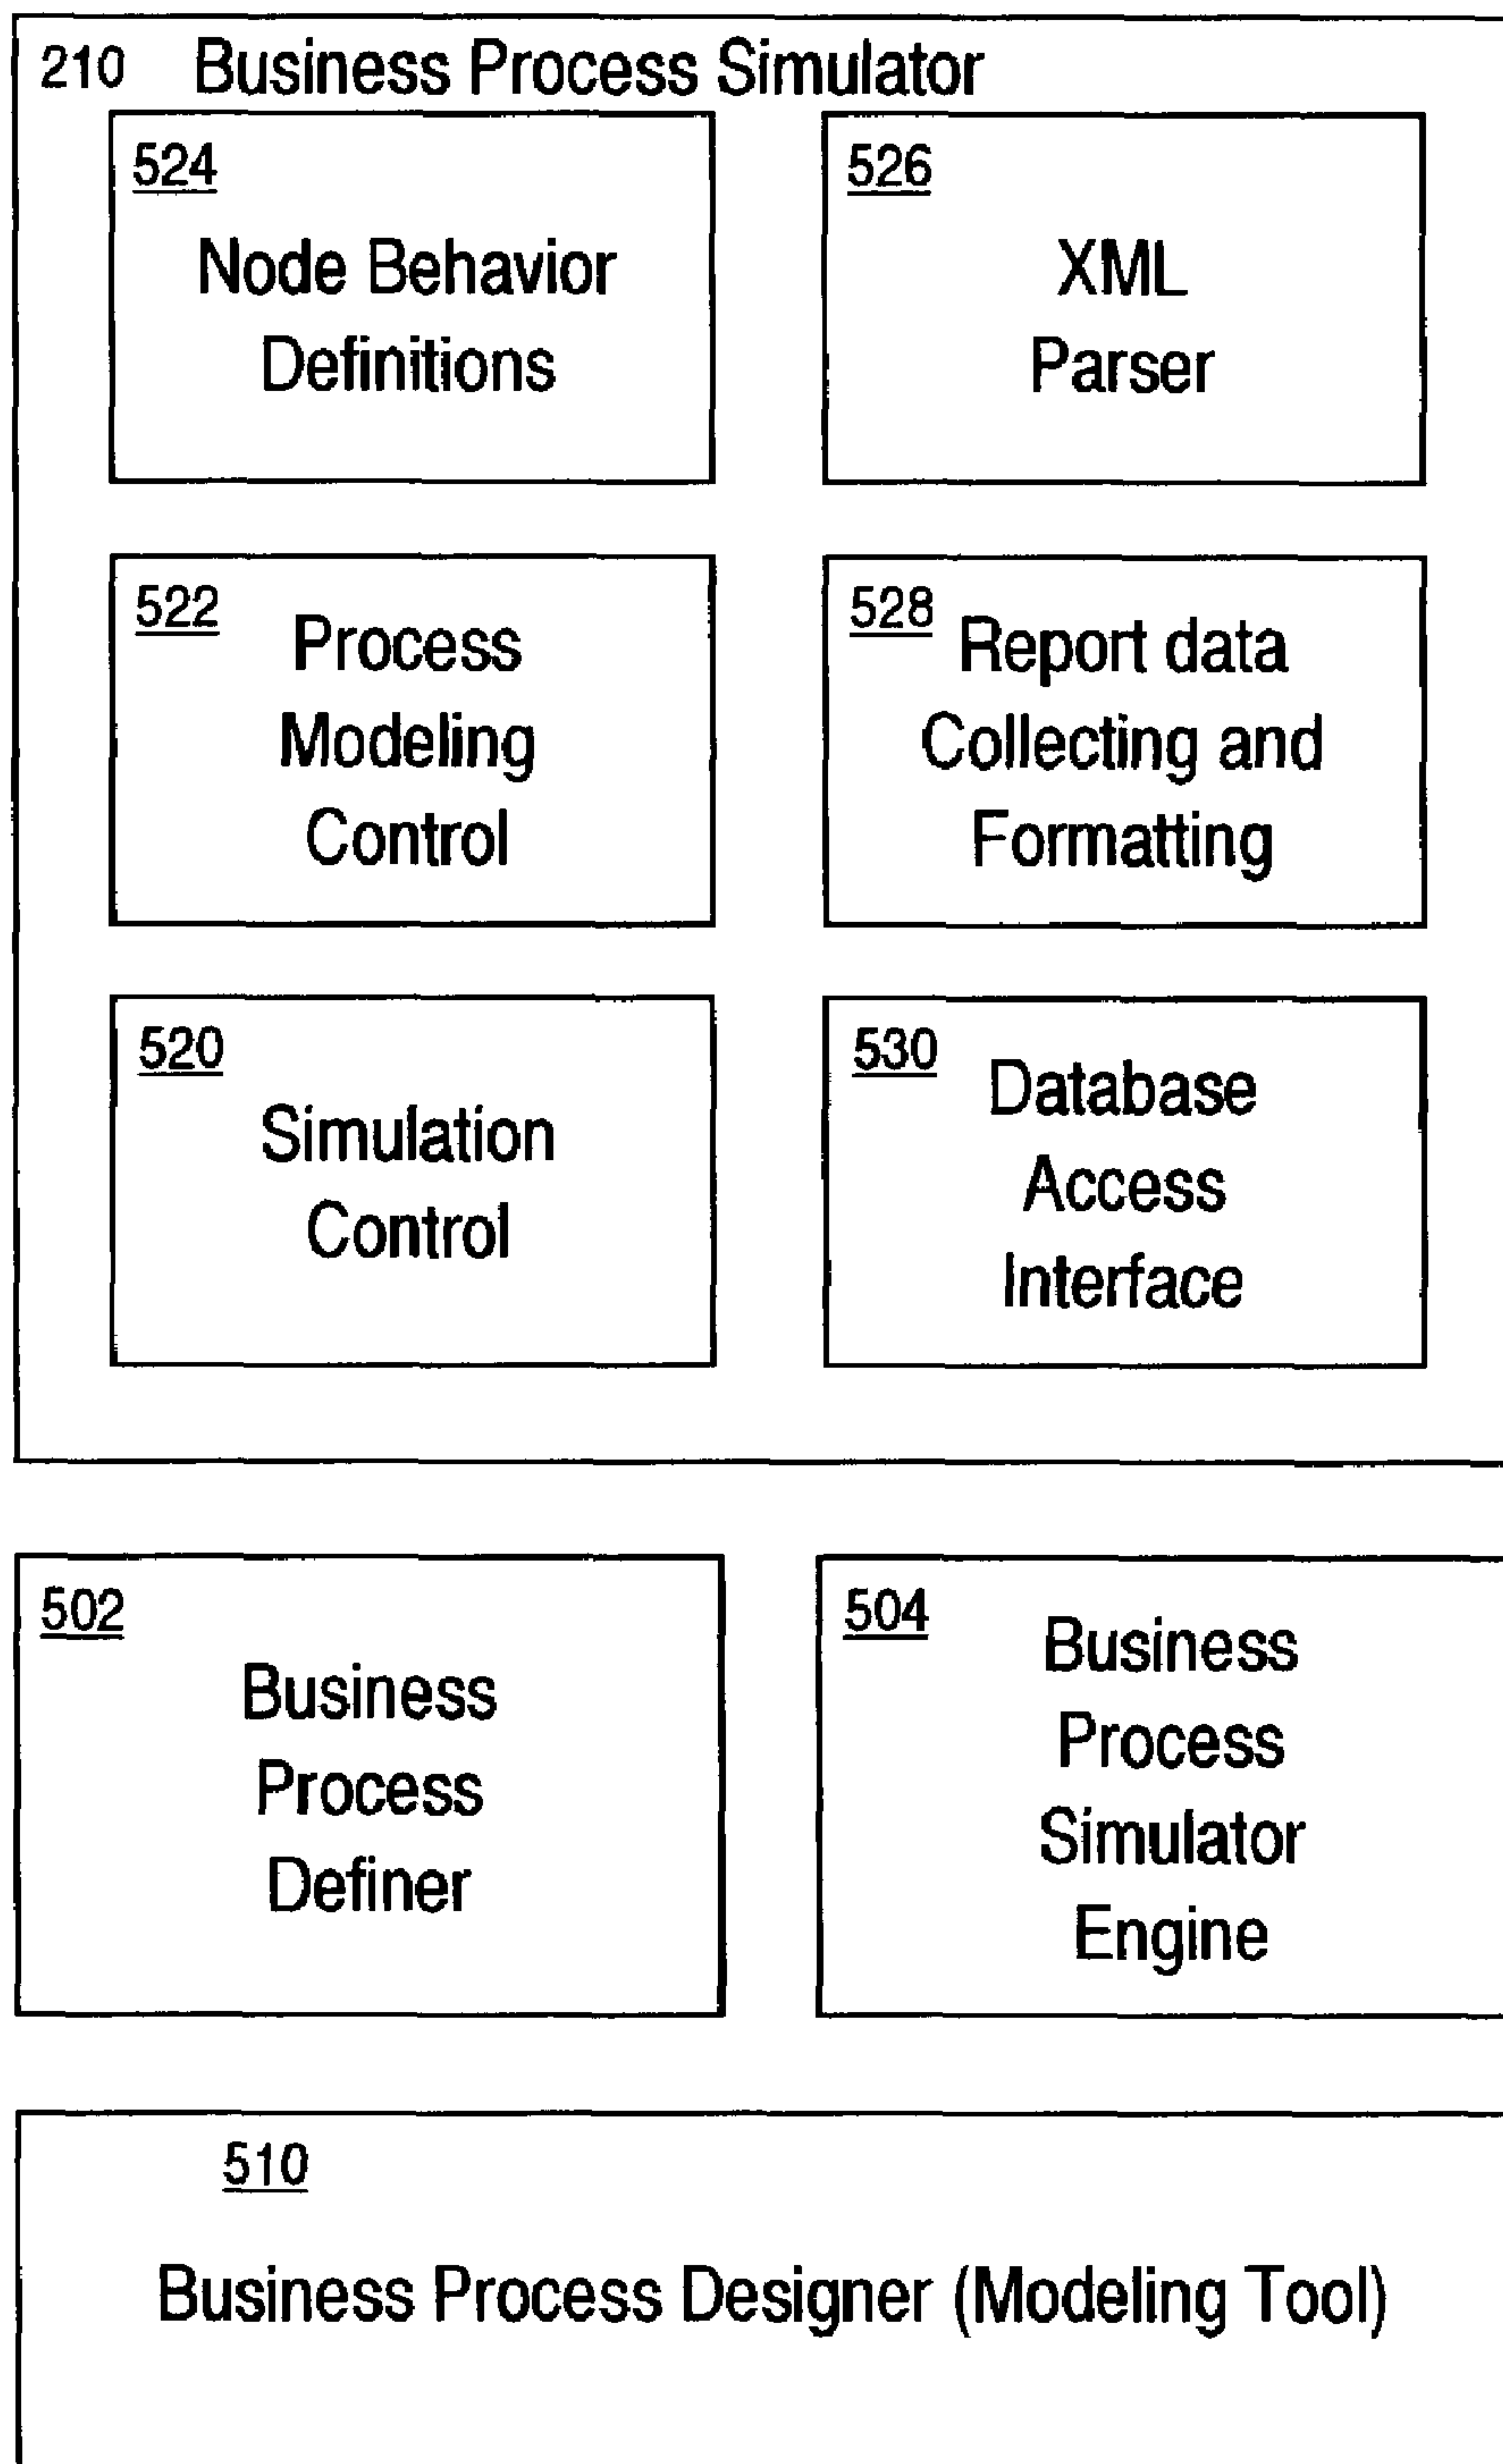 210 Business Process Simulator
524
Node Behavior
Definitions
526
XML
Parser
522
Process
Modeling
Control
528
Report data
Collecting and
Formatting
520
Simulation
Control
530
Database
Access
Interface
502
Business
Process
Definer
504
Business
Process
Simulator
Engine
510
Business Process Designer (Modeling Tool)